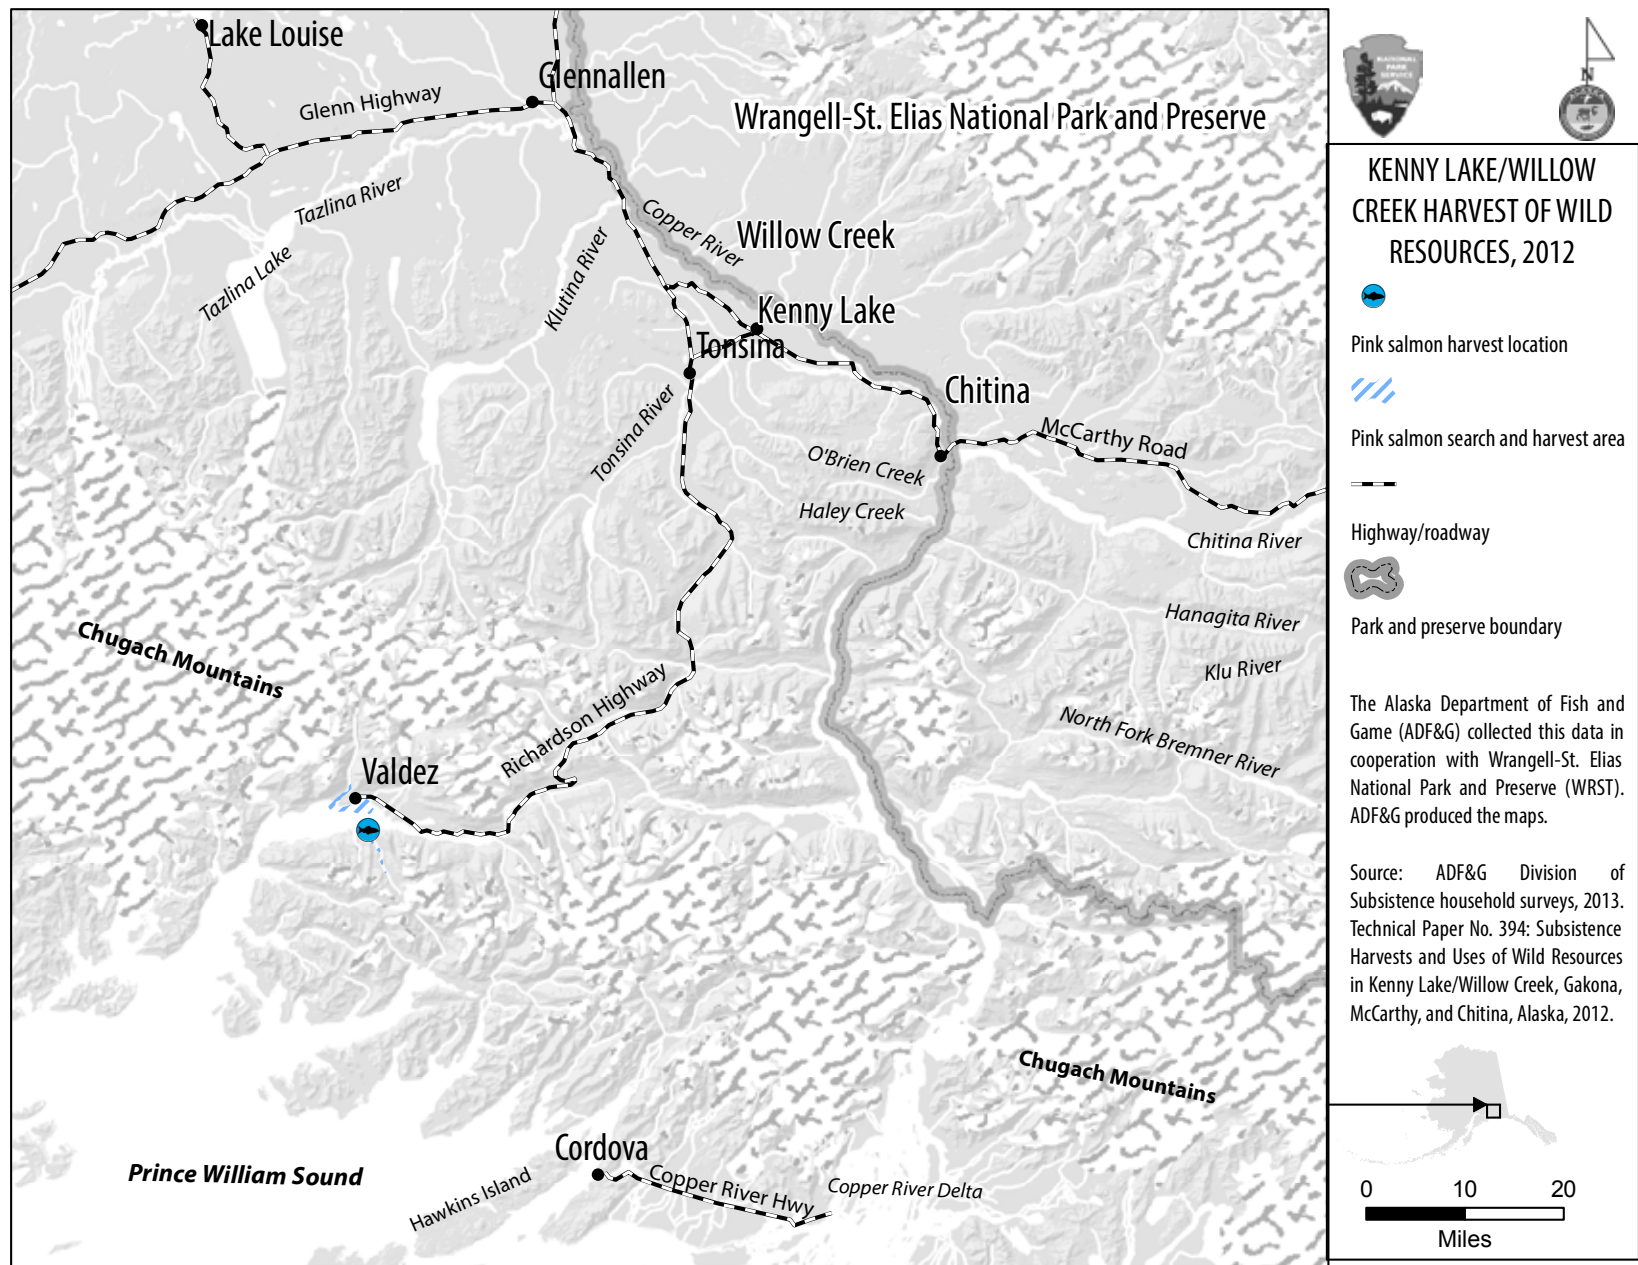 Lake Louise
Glennallen
Glenn Highway
Wrangell-St. Elias National Park and Preserve
Tazlina River
Copper River
Willow Creek
Tazlina Lake
Klutina River
Kenny Lake
Tonsina
Chitina
Tonsina River
McCarthy Road
O'Brien Creek
Haley Creek
Chitina River
Hanagita River
Chugach Mountains
Klu River
Richardson Highway
North Fork Bremner River
Valdez
Chugach Mountains
Cordova
Prince William Sound
Hawkins Island
Copper River Hwy
Copper River Delta
NATIONAL
PARK
SERVICE
N
KENNY LAKE/WILLOW
CREEK HARVEST OF WILD
RESOURCES, 2012
Pink salmon harvest location
Pink salmon search and harvest area
Highway/roadway
Park and preserve boundary
The Alaska Department of Fish and
Game (ADF&G) collected this data in
cooperation with Wrangell-St. Elias
National Park and Preserve (WRST).
ADF&G produced the maps.
Source: ADF&G Division of
Subsistence household surveys, 2013.
Technical Paper No. 394: Subsistence
Harvests and Uses of Wild Resources
in Kenny Lake/Willow Creek, Gakona,
McCarthy, and Chitina, Alaska, 2012.
0 10 20
Miles